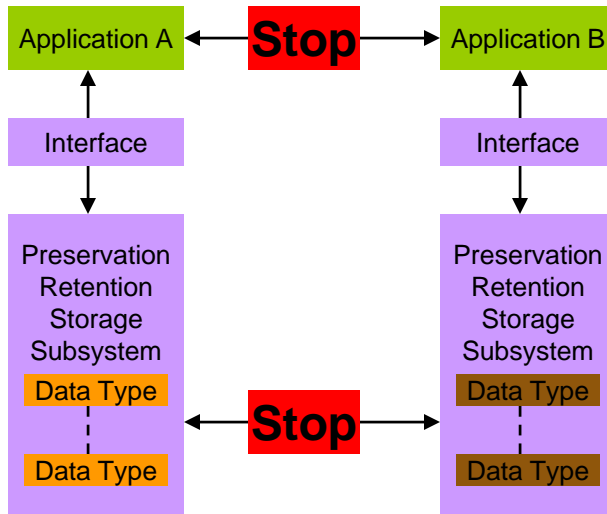 Application A
Stop
Application B
Interface
Interface
Preservation
Retention
Storage
Subsystem
Data Type
Data Type
Preservation
Retention
Storage
Subsystem
Data Type
Data Type
Stop